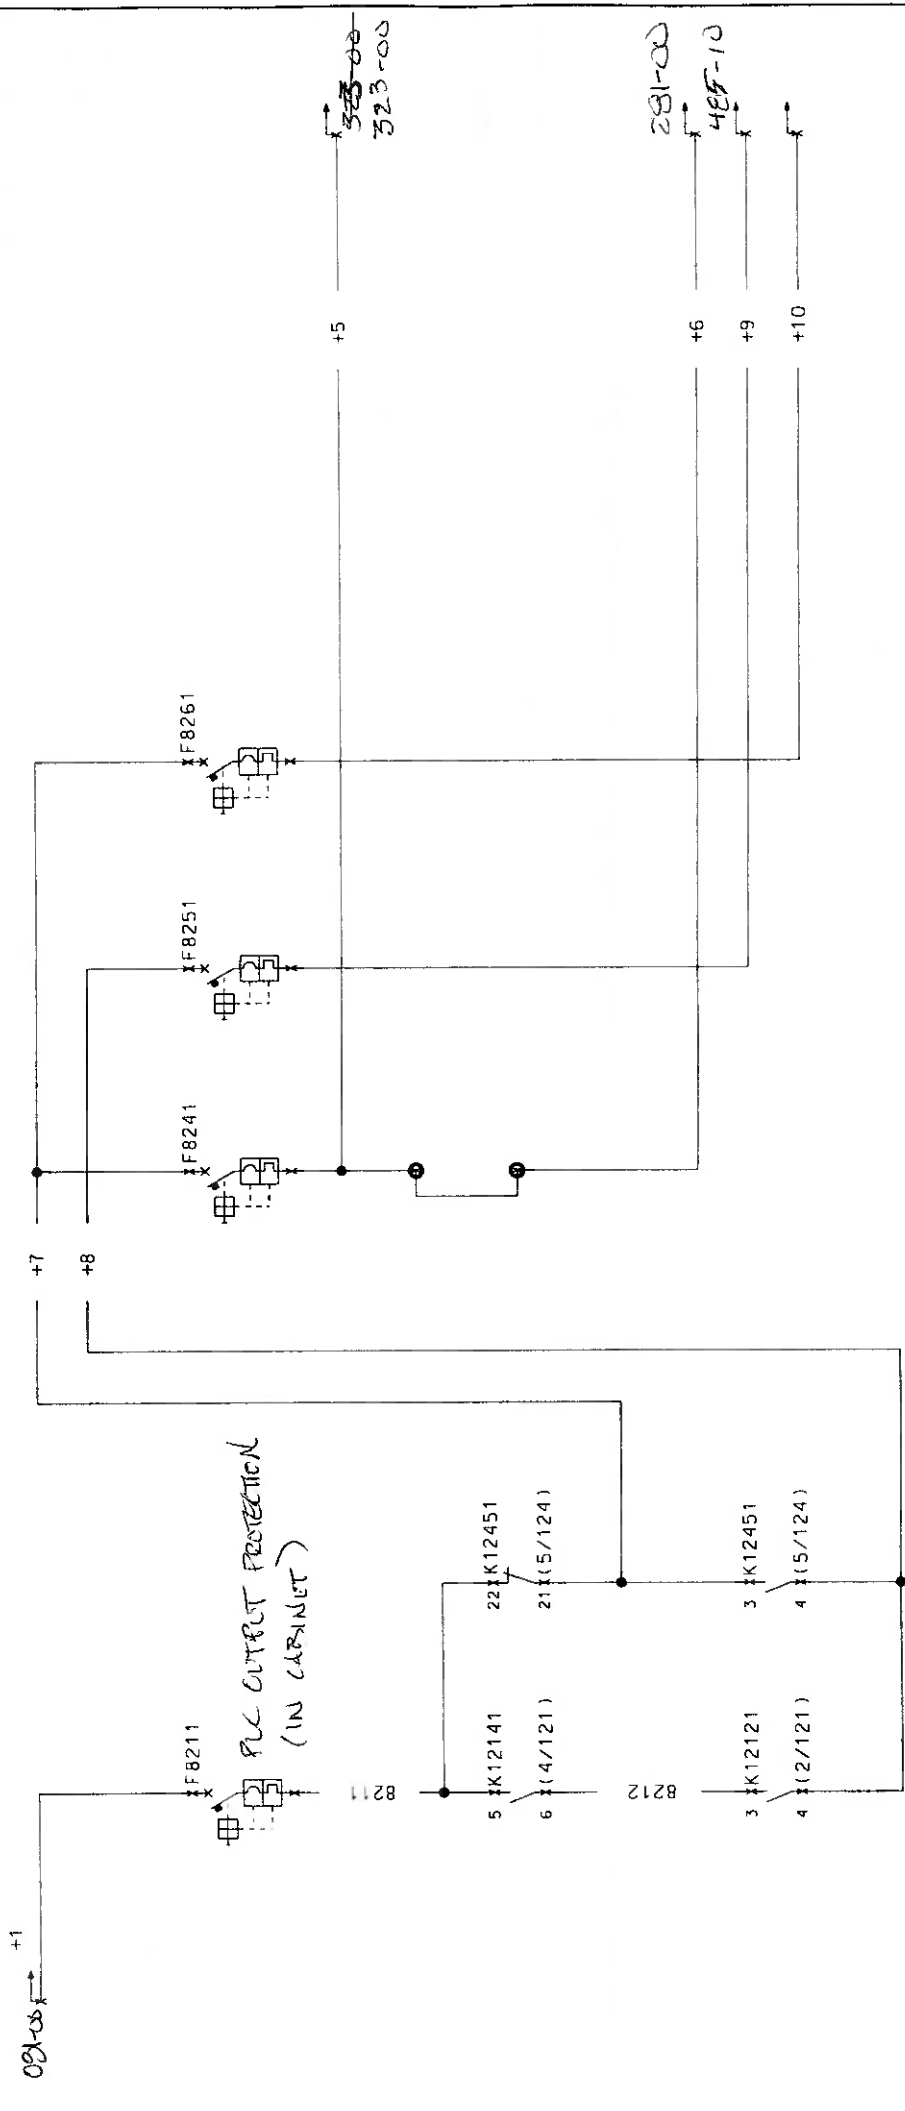 +1
F8211
PLC OUTPUT PROTECTION
(IN CABINET)
8211
5
K12141
6
(4/121)
8212
3
K12121
4
(2/121)
22
K12451
21
(5/124)
3
K12451
4
(5/124)
+7
+8
F8241
F8251
F8261
+5
+6
+9
+10
323-00
281-00
485-10